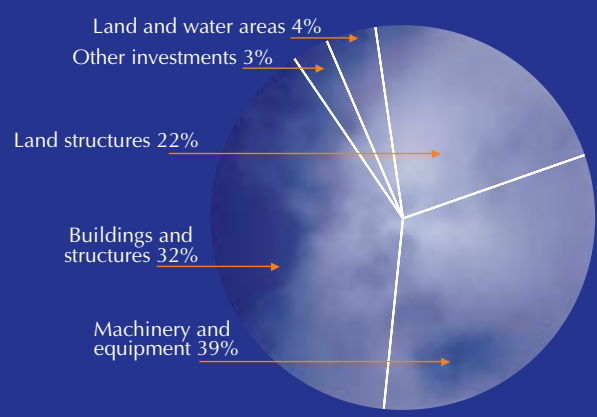 Land and water areas 4%
Other investments 3%
Land structures 22%
Buildings and
structures 32%
Machinery and
equipment 39%